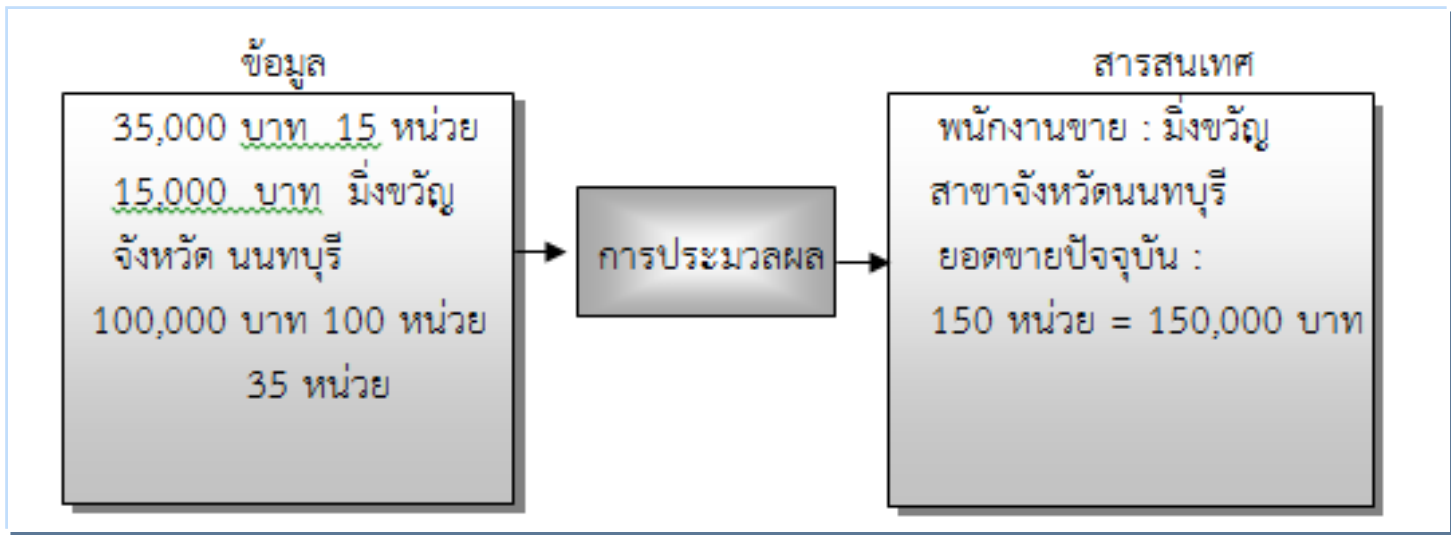 ข้อมูล
35,000 บาท 15 หน่วย
15,000 บาท มิ่งขวัญ
จังหวัด นนทบุรี
100,000 บาท 100 หน่วย
35 หน่วย
การประมวลผล
สารสนเทศ
พนักงานขาย : มิ่งขวัญ
สาขาจังหวัดนนทบุรี
ยอดขายปัจจุบัน :
150 หน่วย = 150,000 บาท